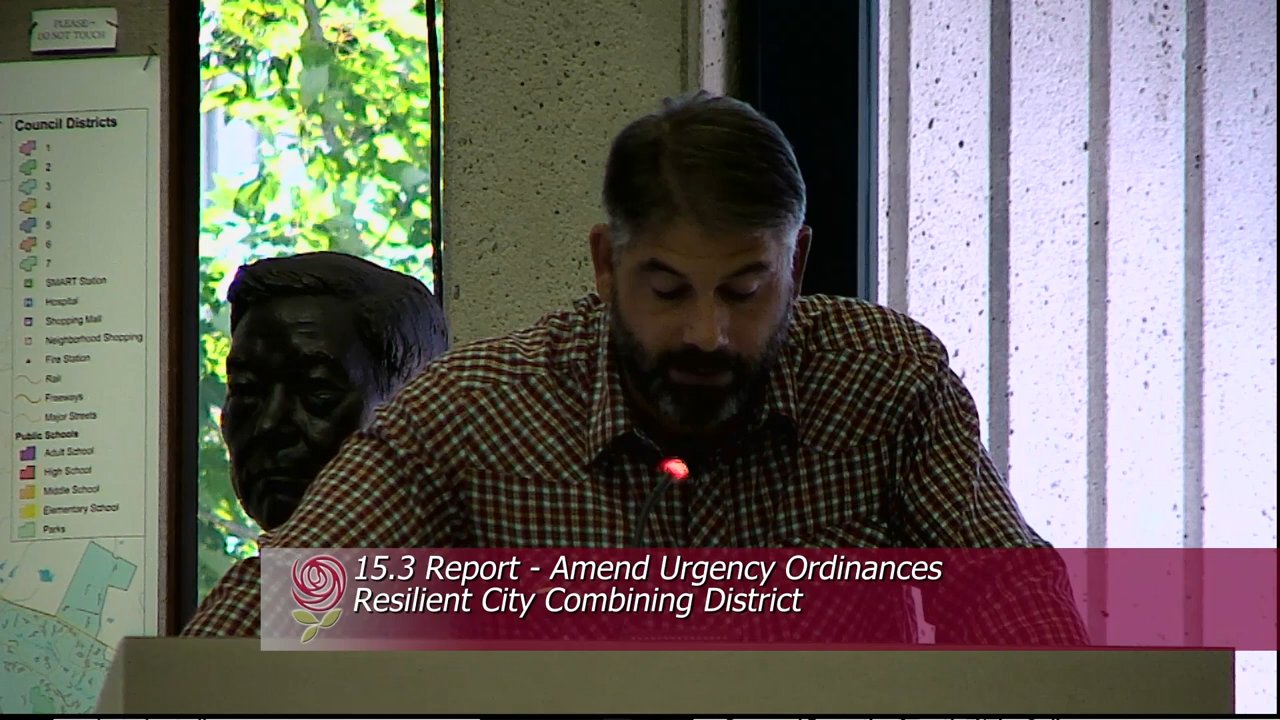 PLEASE
DO NOT TOUCH
Council Districts
1
2
3
4
5
6
7
SMART Station
Hospital
Shopping Mall
Neighborhood Shopping
Fire Station
Rail
Freeways
Major Streets
Public Schools
Adult School
High School
Middle School
Elementary School
Parks
15.3 Report - Amend Urgency Ordinances
Resilient City Combining District